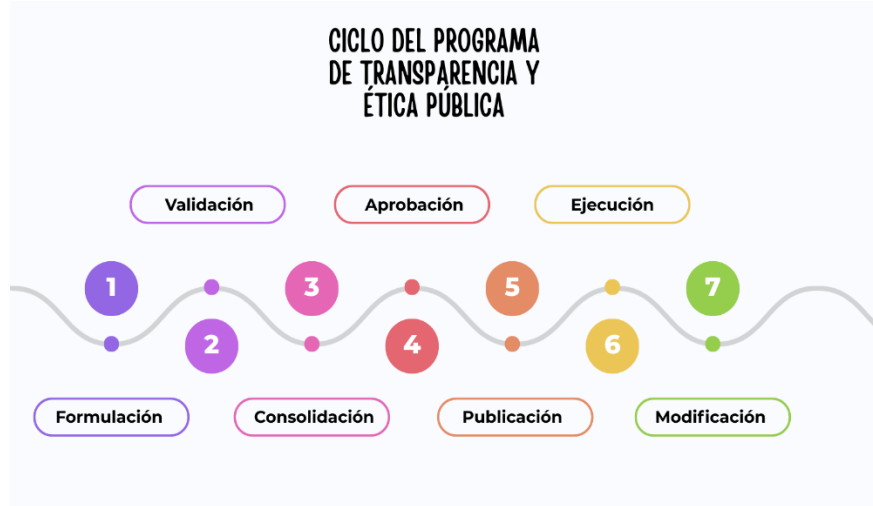 CICLO DEL PROGRAMA
DE TRANSPARENCIA Y
ÉTICA PÚBLICA
Validación
Aprobación
Ejecución
1
3
5
7
2
4
6
Formulación
Consolidación
Publicación
Modificación